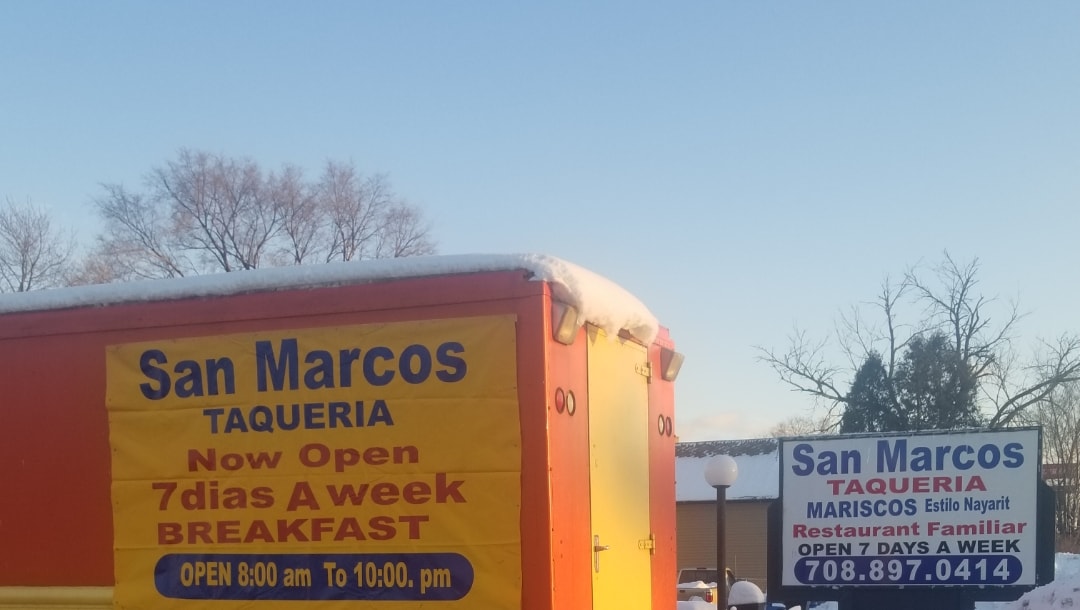 San Marcos
TAQUERIA
Now Open
7dias A week
BREAKFAST
OPEN 8:00 am To 10:00. pm
San Marcos
TAQUERIA
MARISCOS Estilo Nayarit
Restaurant Familiar
OPEN 7 DAYS A WEEK
708.897.0414